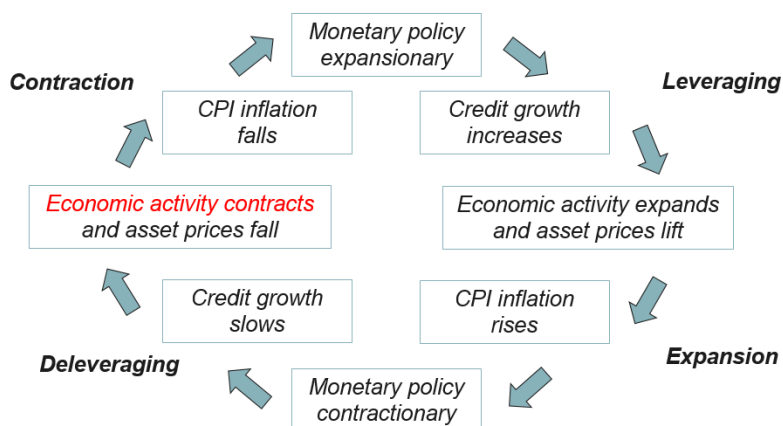 Monetary policy
expansionary
Contraction
Leveraging
CPI inflation
falls
Credit growth
increases
Economic activity contracts
and asset prices fall
Economic activity expands
and asset prices lift
Credit growth
slows
CPI inflation
rises
Deleveraging
Expansion
Monetary policy
contractionary